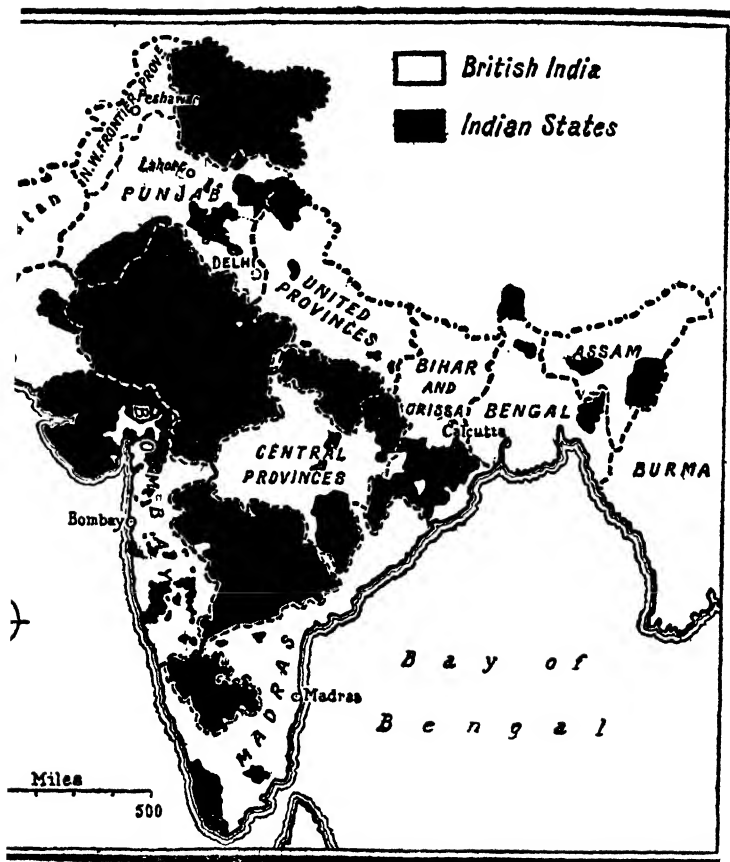 British India
Indian States
N.W. FRONTIER PROV.
Peshawar
Lahore
PUNJAB
DELHI
UNITED
PROVINCES
BIHAR
AND
ORISSA
BENGAL
Calcutta
ASSAM
BURMA
CENTRAL
PROVINCES
BOMBAY
Bombay
MADRAS
Madras
Bay of
Bengal
Miles
500